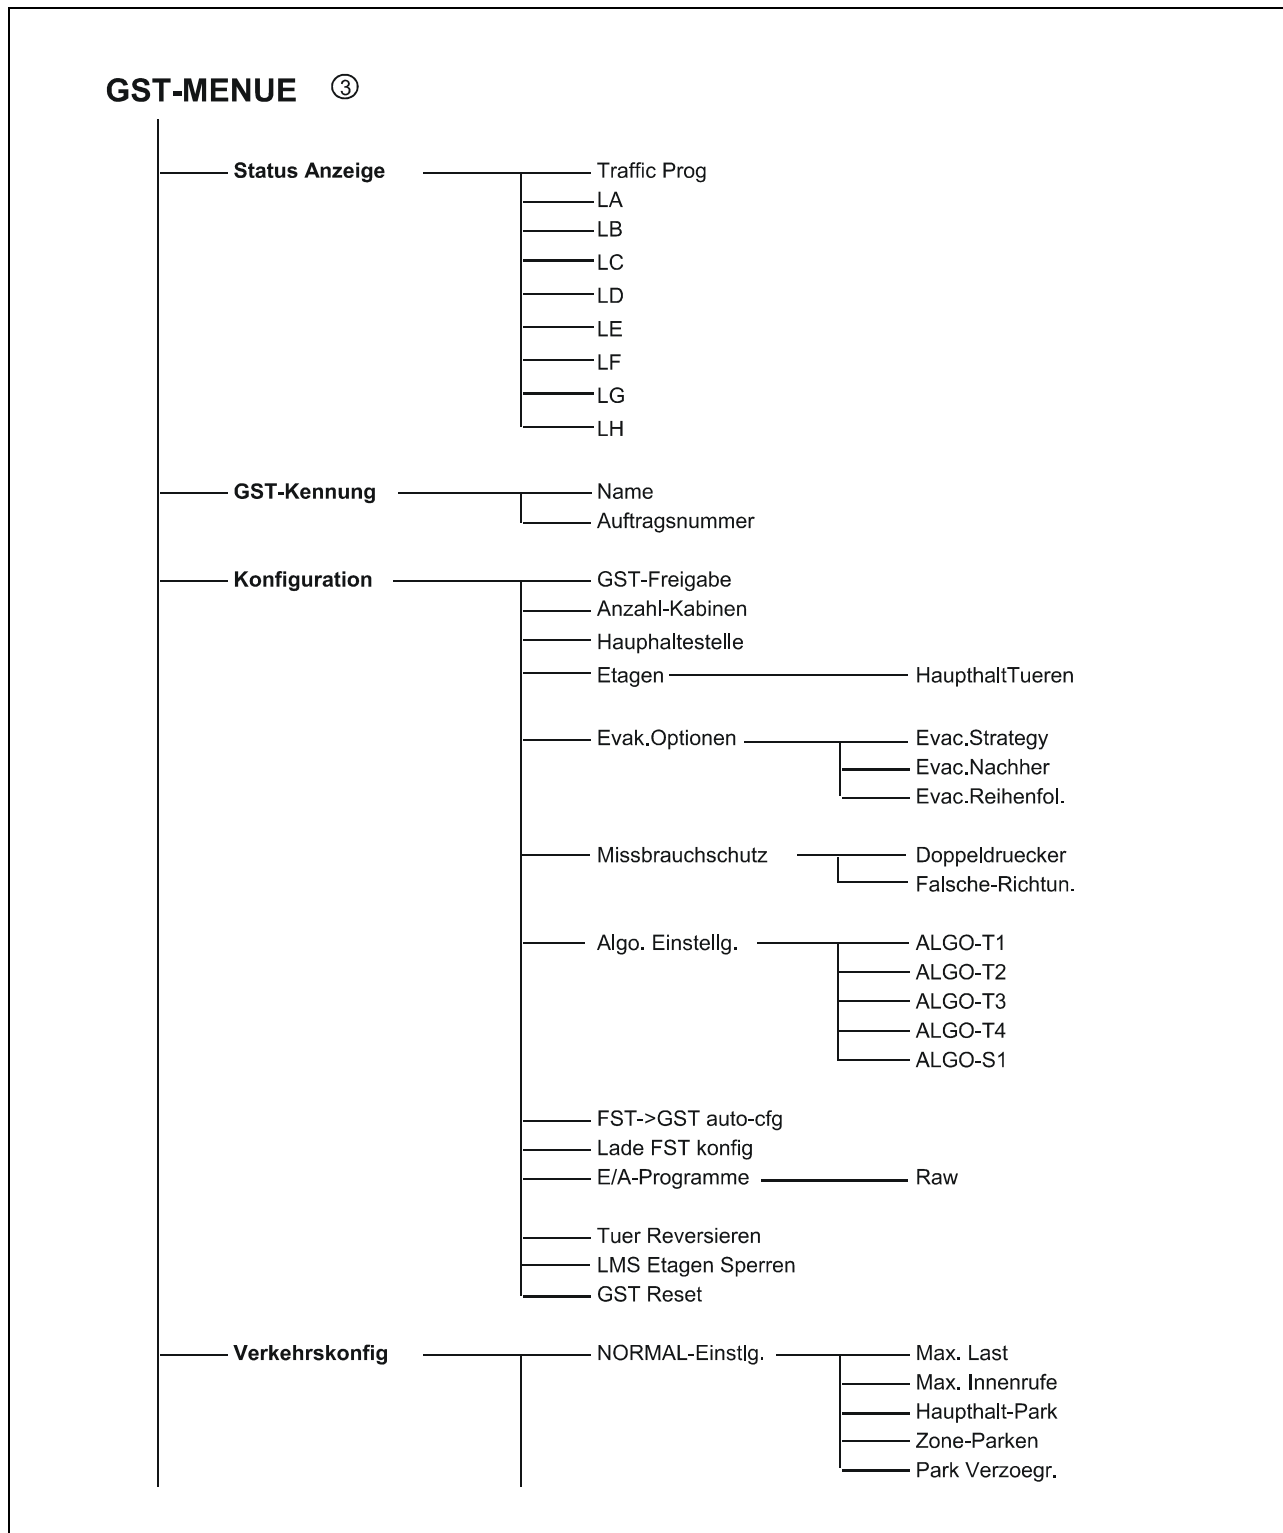 GST-MENUE ③
Status Anzeige Traffic Prog
LA
LB
LC
LD
LE
LF
LG
LH
GST-Kennung Name
Auftragsnummer
Konfiguration GST-Freigabe
Anzahl-Kabinen
Hauphaltestelle
Etagen HaupthaltTueren
Evak.Optionen Evac.Strategy
Evac.Nachher
Evac.Reihenfol.
Missbrauchschutz Doppeldruecker
Falsche-Richtun.
Algo. Einstellg. ALGO-T1
ALGO-T2
ALGO-T3
ALGO-T4
ALGO-S1
FST->GST auto-cfg
Lade FST konfig
E/A-Programme Raw
Tuer Reversieren
LMS Etagen Sperren
GST Reset
Verkehrskonfig NORMAL-Einstlg. Max. Last
Max. Innenrufe
Haupthalt-Park
Zone-Parken
Park Verzoegr.